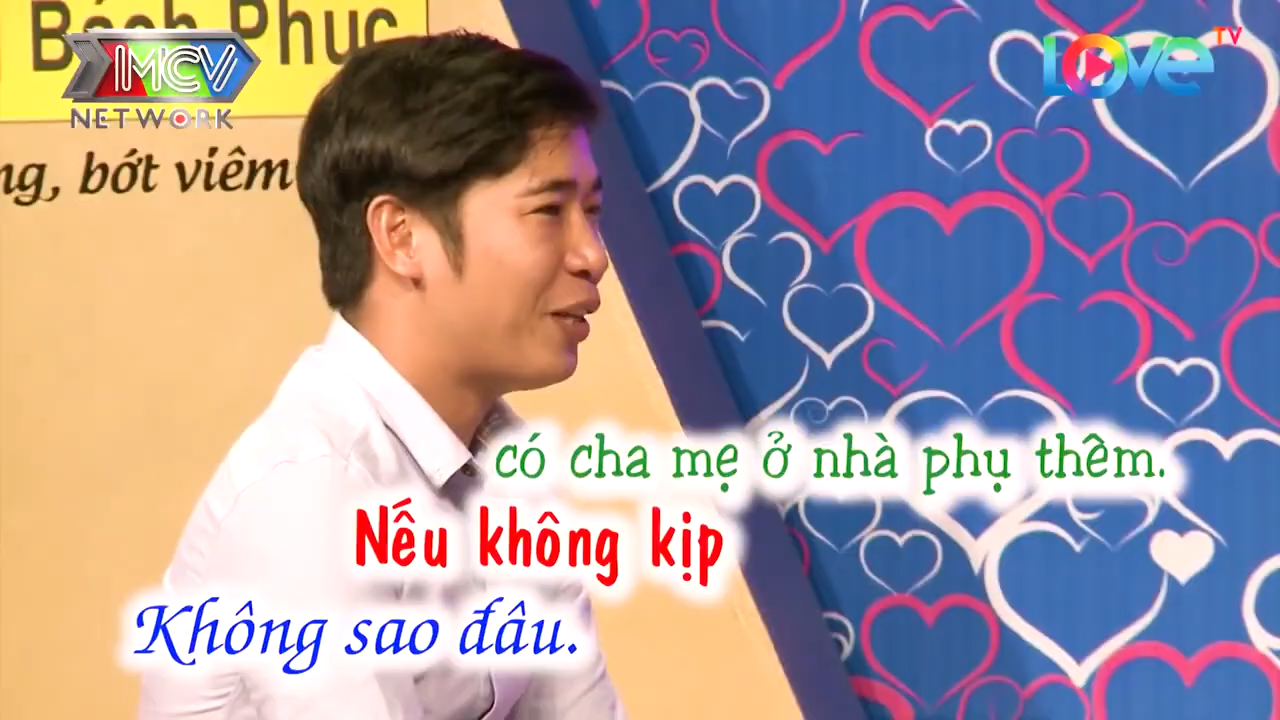 Bách Phục
MCV
NETWORK
LOVE TV
ng, bớt viêm
có cha mẹ ở nhà phụ thêm.
Nếu không kịp
Không sao đâu.